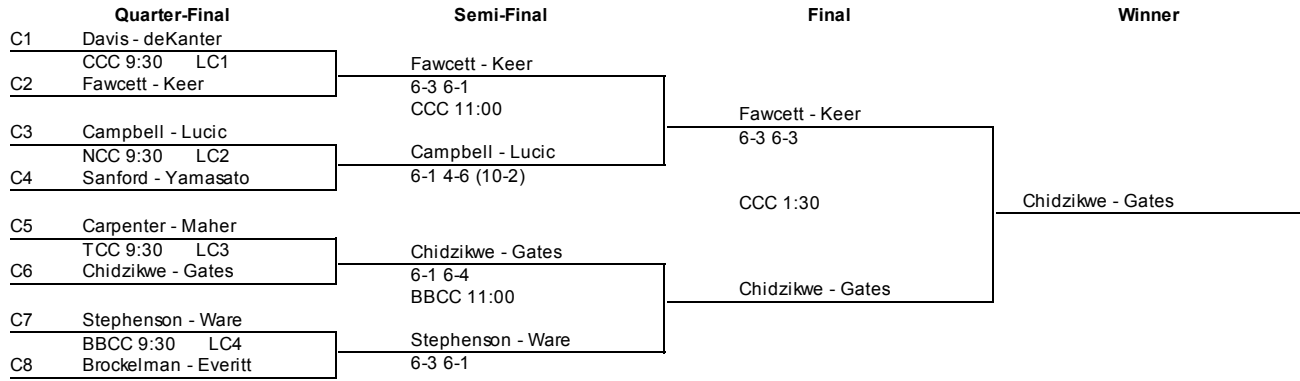 Quarter-Final Semi-Final Final Winner
C1 Davis - deKanter
CCC 9:30 LC1
C2 Fawcett - Keer
C3 Campbell - Lucic
NCC 9:30 LC2
C4 Sanford - Yamasato
C5 Carpenter - Maher
TCC 9:30 LC3
C6 Chidzikwe - Gates
C7 Stephenson - Ware
BBCC 9:30 LC4
C8 Brockelman - Everitt
Fawcett - Keer
6-3 6-1
CCC 11:00
Campbell - Lucic
6-1 4-6 (10-2)
Chidzikwe - Gates
6-1 6-4
BBCC 11:00
Stephenson - Ware
6-3 6-1
Fawcett - Keer
6-3 6-3
CCC 1:30
Chidzikwe - Gates
Chidzikwe - Gates